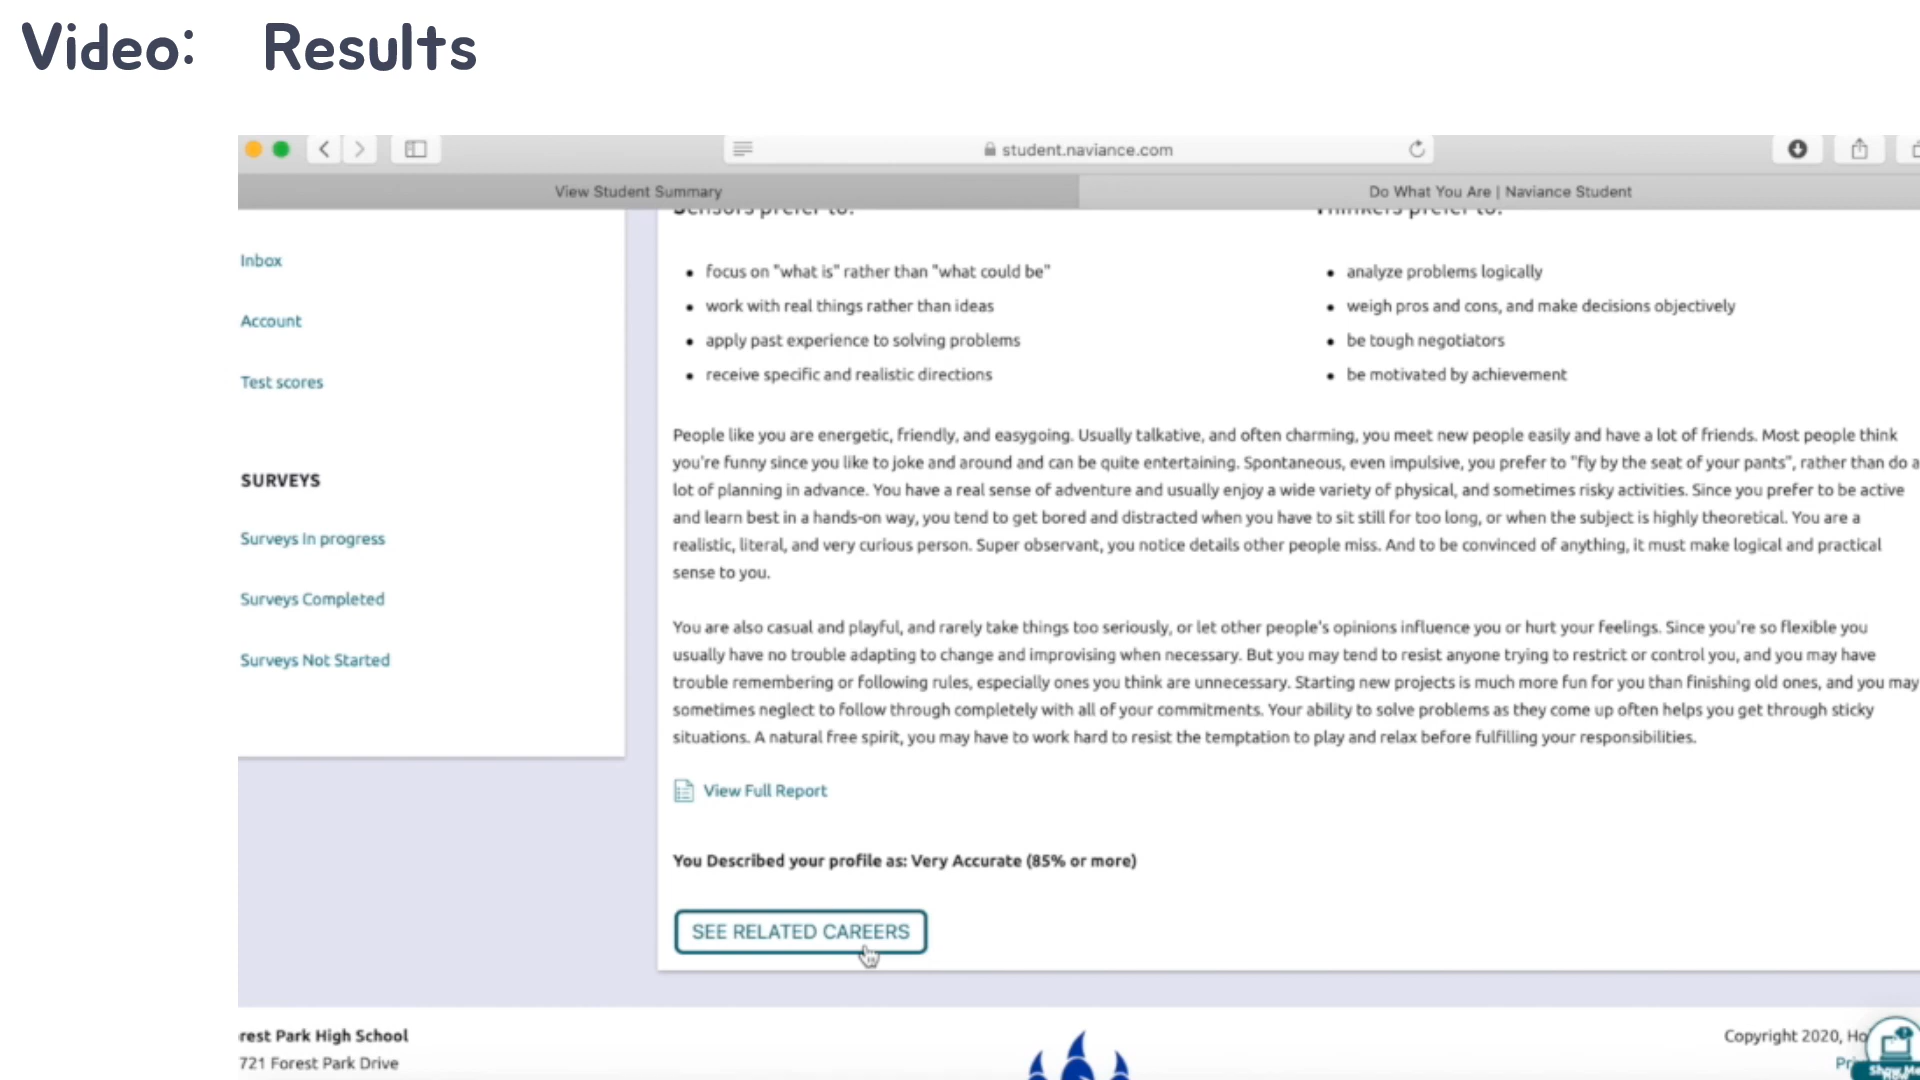 Video: Results
student.naviance.com
View Student Summary
Do What You Are | Naviance Student
Sensors prefer to:
Thinkers prefer to:
Inbox
Account
Test scores
SURVEYS
Surveys In progress
Surveys Completed
Surveys Not Started
• focus on "what is" rather than "what could be"
• work with real things rather than ideas
• apply past experience to solving problems
• receive specific and realistic directions
• analyze problems logically
• weigh pros and cons, and make decisions objectively
• be tough negotiators
• be motivated by achievement
People like you are energetic, friendly, and easygoing. Usually talkative, and often charming, you meet new people easily and have a lot of friends. Most people think
you're funny since you like to joke and around and can be quite entertaining. Spontaneous, even impulsive, you prefer to "fly by the seat of your pants", rather than do a
lot of planning in advance. You have a real sense of adventure and usually enjoy a wide variety of physical, and sometimes risky activities. Since you prefer to be active
and learn best in a hands-on way, you tend to get bored and distracted when you have to sit still for too long, or when the subject is highly theoretical. You are a
realistic, literal, and very curious person. Super observant, you notice details other people miss. And to be convinced of anything, it must make logical and practical
sense to you.
You are also casual and playful, and rarely take things too seriously, or let other people's opinions influence you or hurt your feelings. Since you're so flexible you
usually have no trouble adapting to change and improvising when necessary. But you may tend to resist anyone trying to restrict or control you, and you may have
trouble remembering or following rules, especially ones you think are unnecessary. Starting new projects is much more fun for you than finishing old ones, and you may
sometimes neglect to follow through completely with all of your commitments. Your ability to solve problems as they come up often helps you get through sticky
situations. A natural free spirit, you may have to work hard to resist the temptation to play and relax before fulfilling your responsibilities.
View Full Report
You Described your profile as: Very Accurate (85% or more)
SEE RELATED CAREERS
rest Park High School
721 Forest Park Drive
Copyright 2020, Ho
Pri
Show Me